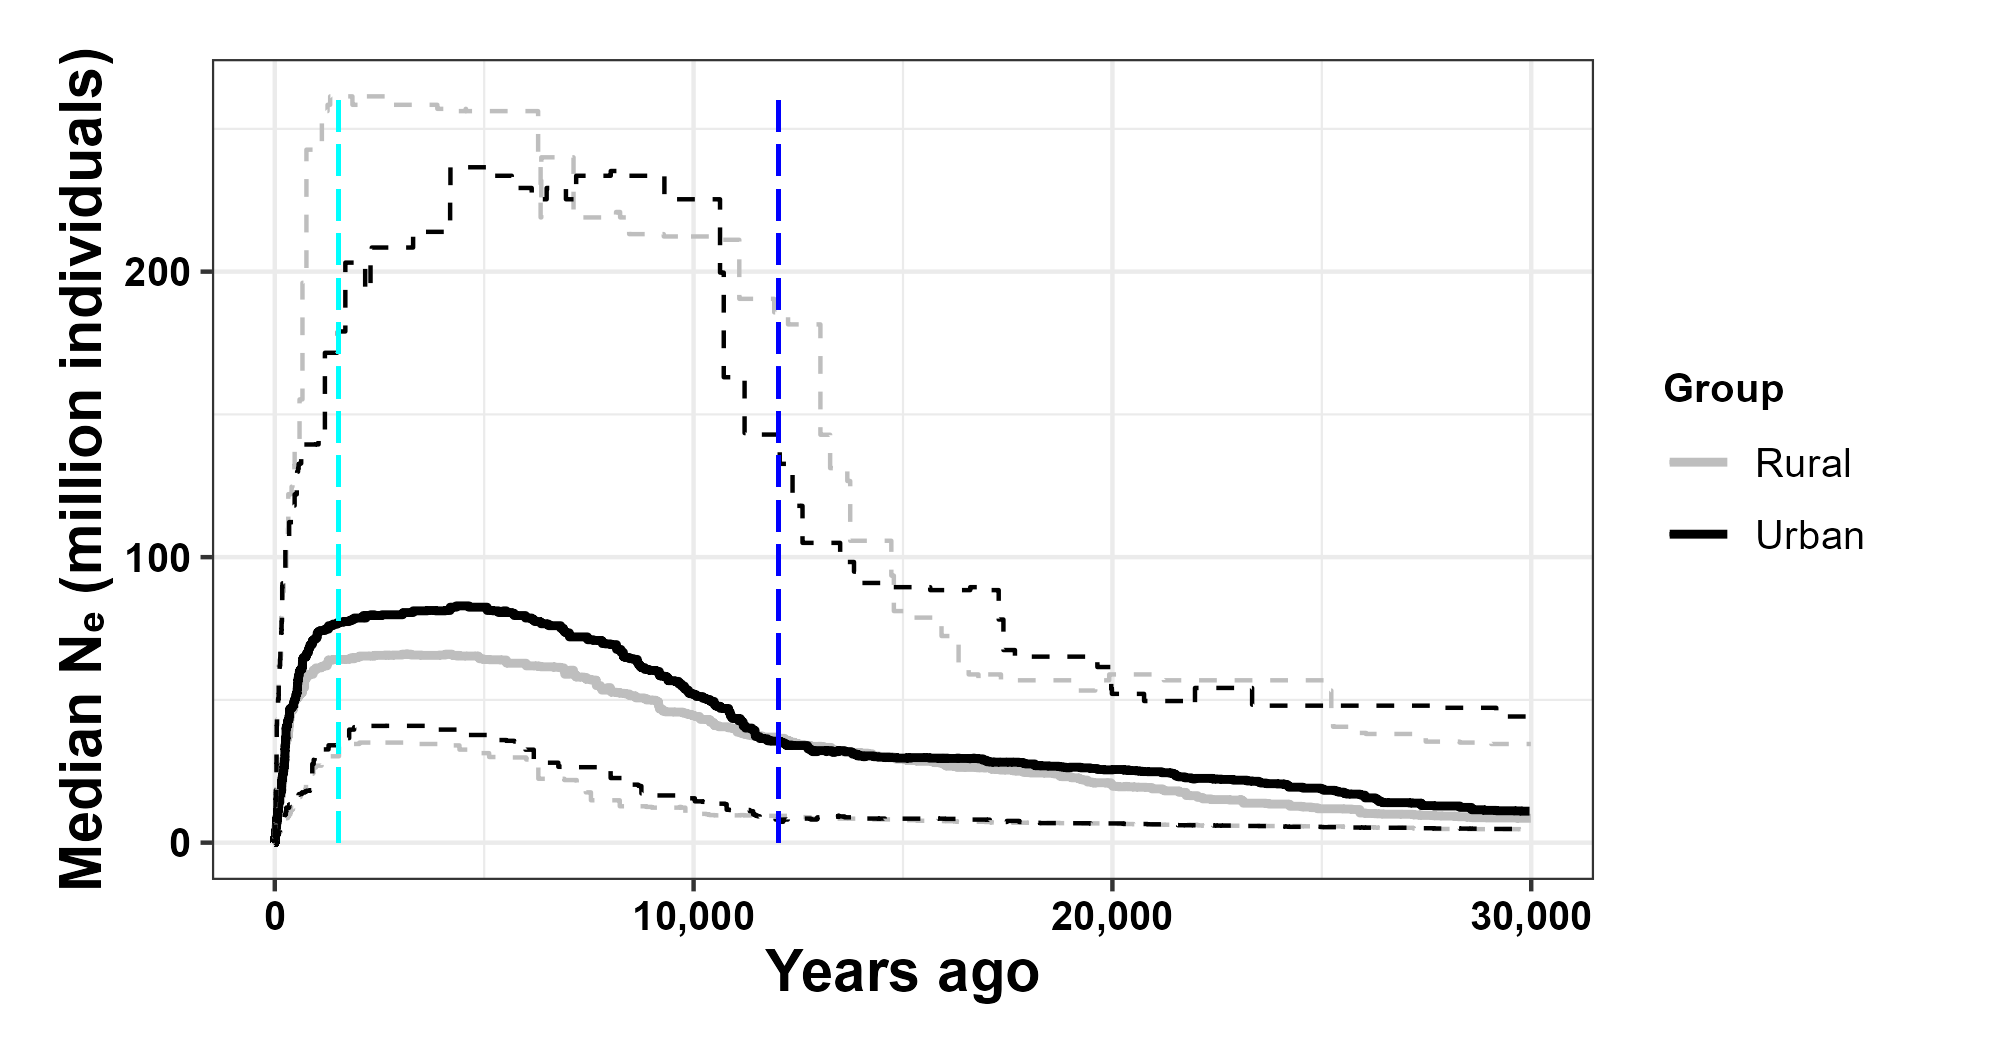 Median Ne (million individuals)
200
100
0
0 10,000 20,000 30,000
Years ago
Group
Rural
Urban